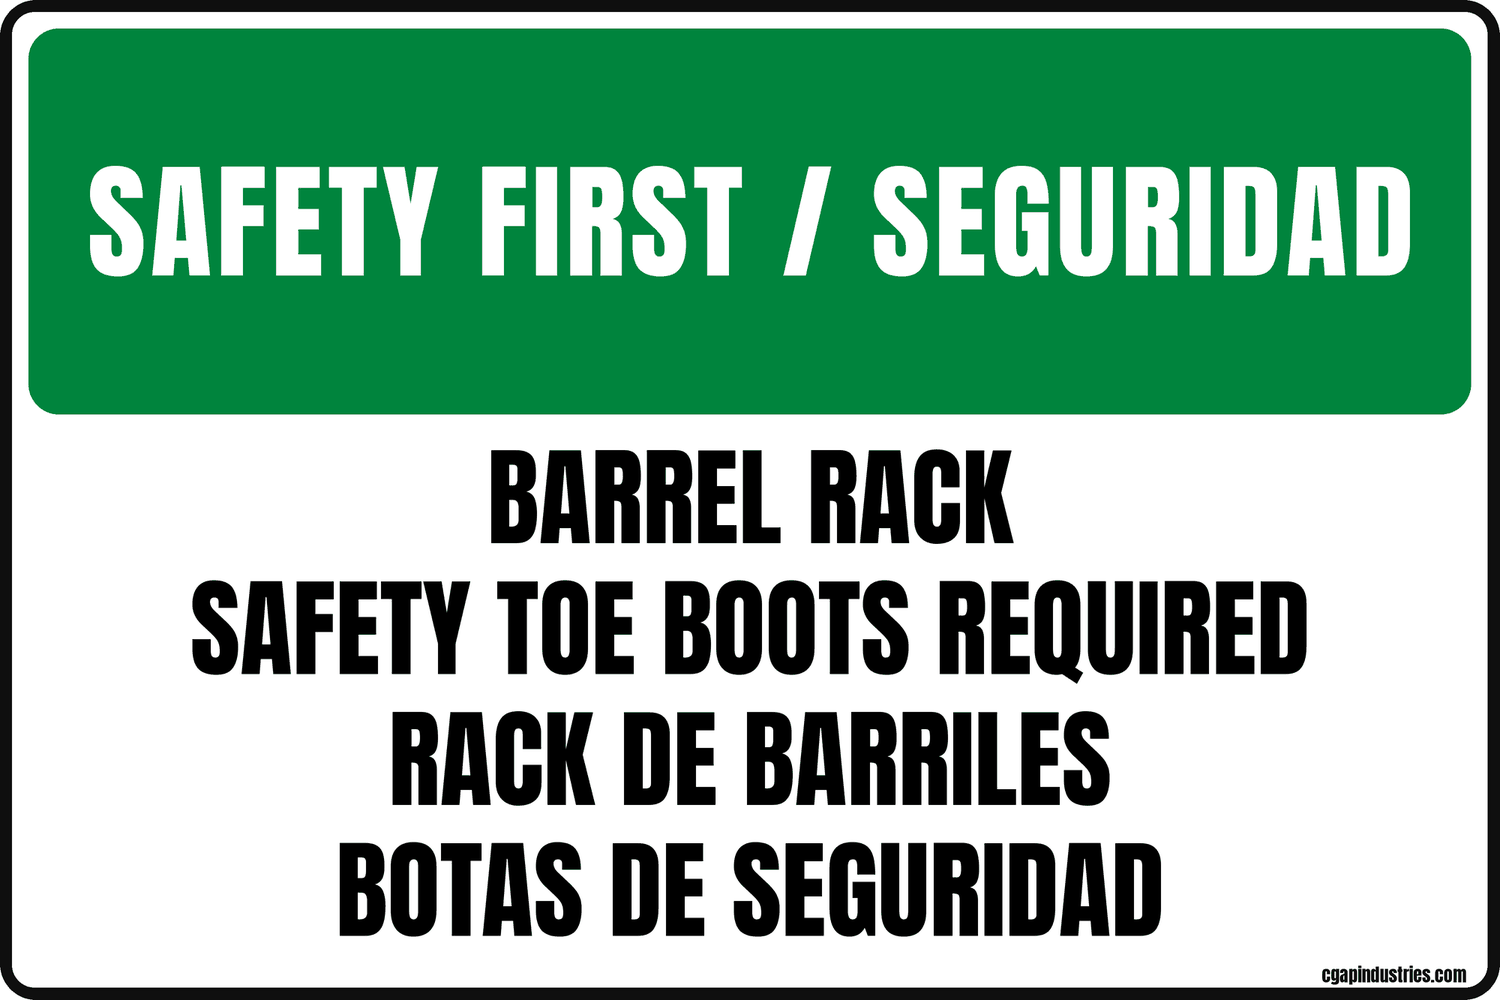 SAFETY FIRST / SEGURIDAD
BARREL RACK
SAFETY TOE BOOTS REQUIRED
RACK DE BARRILES
BOTAS DE SEGURIDAD
cgapindustries.com